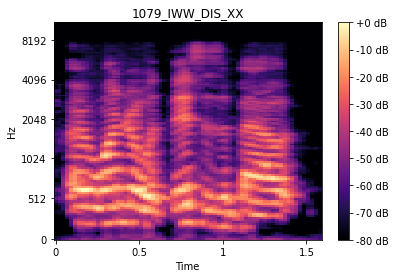 1079_IWW_DIS_XX
8192
4096
2048
1024
512
0
Hz
0
0.5
1
1.5
Time
+0 dB
-10 dB
-20 dB
-30 dB
-40 dB
-50 dB
-60 dB
-70 dB
-80 dB